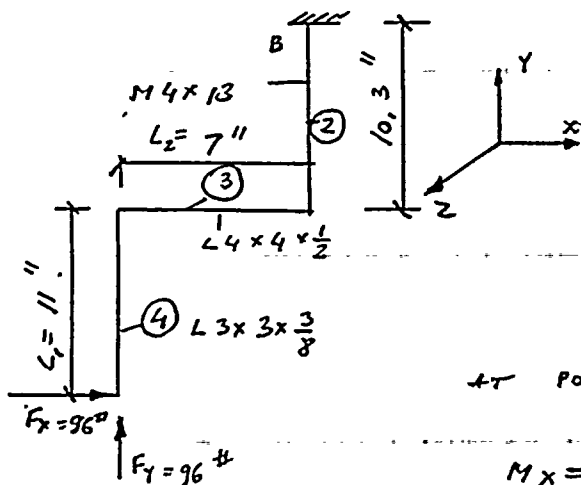 B
M 4 × 13
L₂ = 7"
②
10,3"
Y
X
Z
③
L 4 × 4 × 1/2
L₁ = 11"
④ L 3 × 3 × 3/8
AT PO
Fx = 96#
Fy = 96#
Mx =